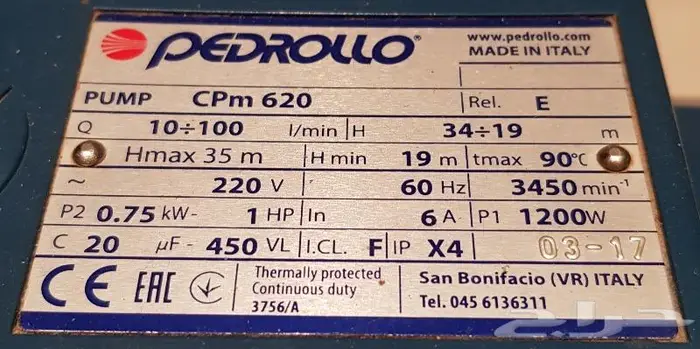 PEDROLLO®
www.pedrollo.com
MADE IN ITALY
PUMP CPm 620 Rel. E
Q 10÷100 l/min H 34÷19 m
Hmax 35 m H min 19 m tmax 90°C
~ 220 V 60 Hz 3450 min⁻¹
P2 0.75 kW- 1 HP In 6 A P1 1200W
C 20 µF- 450 VL I.CL. F IP X4 03-17
CE EAC
Thermally protected
Continuous duty
3756/A
San Bonifacio (VR) ITALY
Tel. 045 6136311
حراج